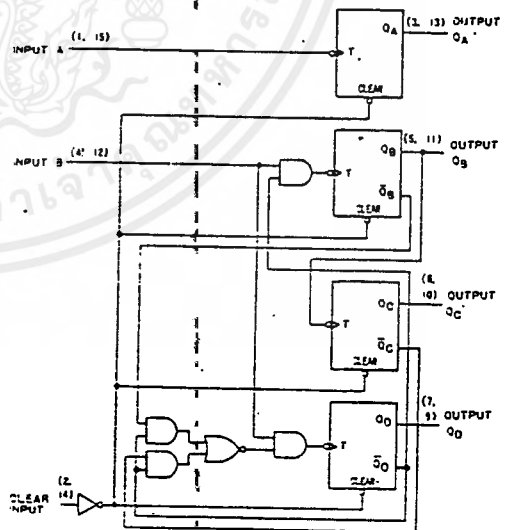 INPUT A (1, 15)
QA (3, 13) OUTPUT QA
T
CLEAR
INPUT B (4, 12)
QB (5, 11) OUTPUT QB
T
Q̅B
CLEAR
QC (6, 10) OUTPUT QC
T
Q̅C
CLEAR
QD (7, 9) OUTPUT QD
T
Q̅D
CLEAR
CLEAR INPUT (2, 14)